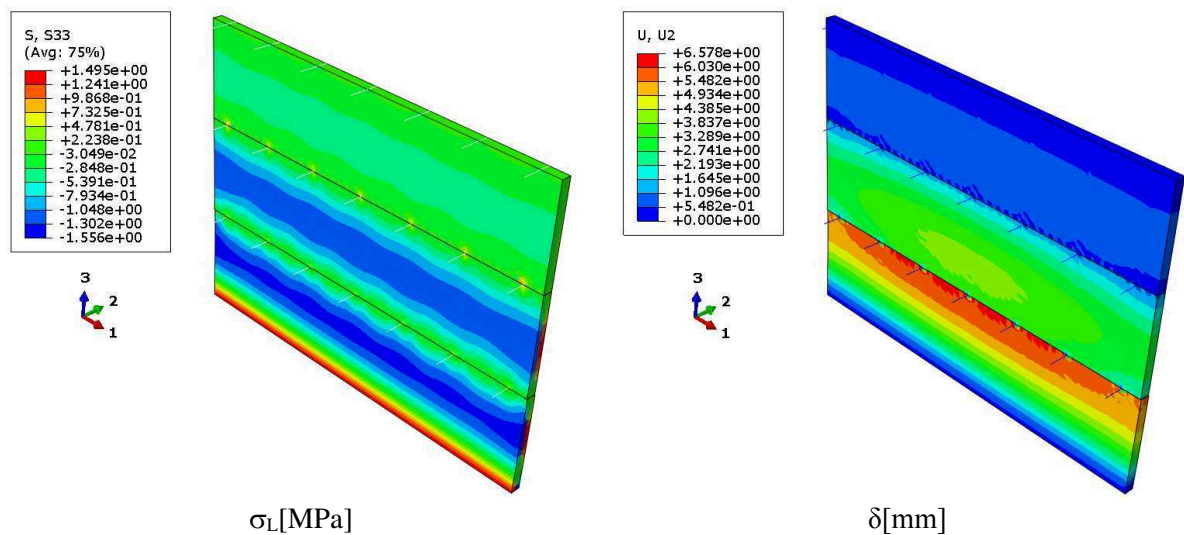 S, S33
(Avg: 75%)
+1.495e+00
+1.241e+00
+9.868e-01
+7.325e-01
+4.781e-01
+2.238e-01
-3.049e-02
-2.848e-01
-5.391e-01
-7.934e-01
-1.048e+00
-1.302e+00
-1.556e+00
3
2
1
σL[MPa]
U, U2
+6.578e+00
+6.030e+00
+5.482e+00
+4.934e+00
+4.385e+00
+3.837e+00
+3.289e+00
+2.741e+00
+2.193e+00
+1.645e+00
+1.096e+00
+5.482e-01
+0.000e+00
3
2
1
δ[mm]